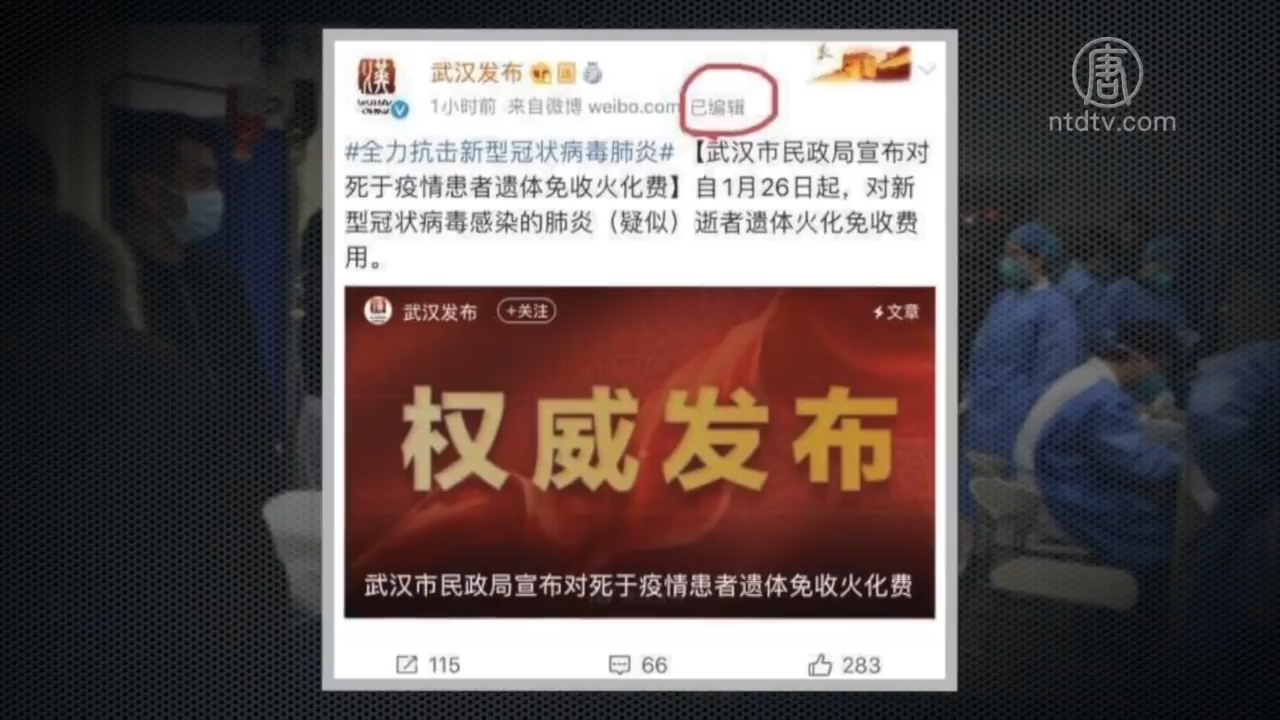 武汉发布
1小时前 来自微博 weibo.com 已编辑
#全力抗击新型冠状病毒肺炎# 【武汉市民政局宣布对
死于疫情患者遗体免收火化费】自1月26日起，对新
型冠状病毒感染的肺炎（疑似）逝者遗体火化免收费
用。
武汉发布 +关注 文章
权威发布
武汉市民政局宣布对死于疫情患者遗体免收火化费
115 66 283
唐
ntdtv.com